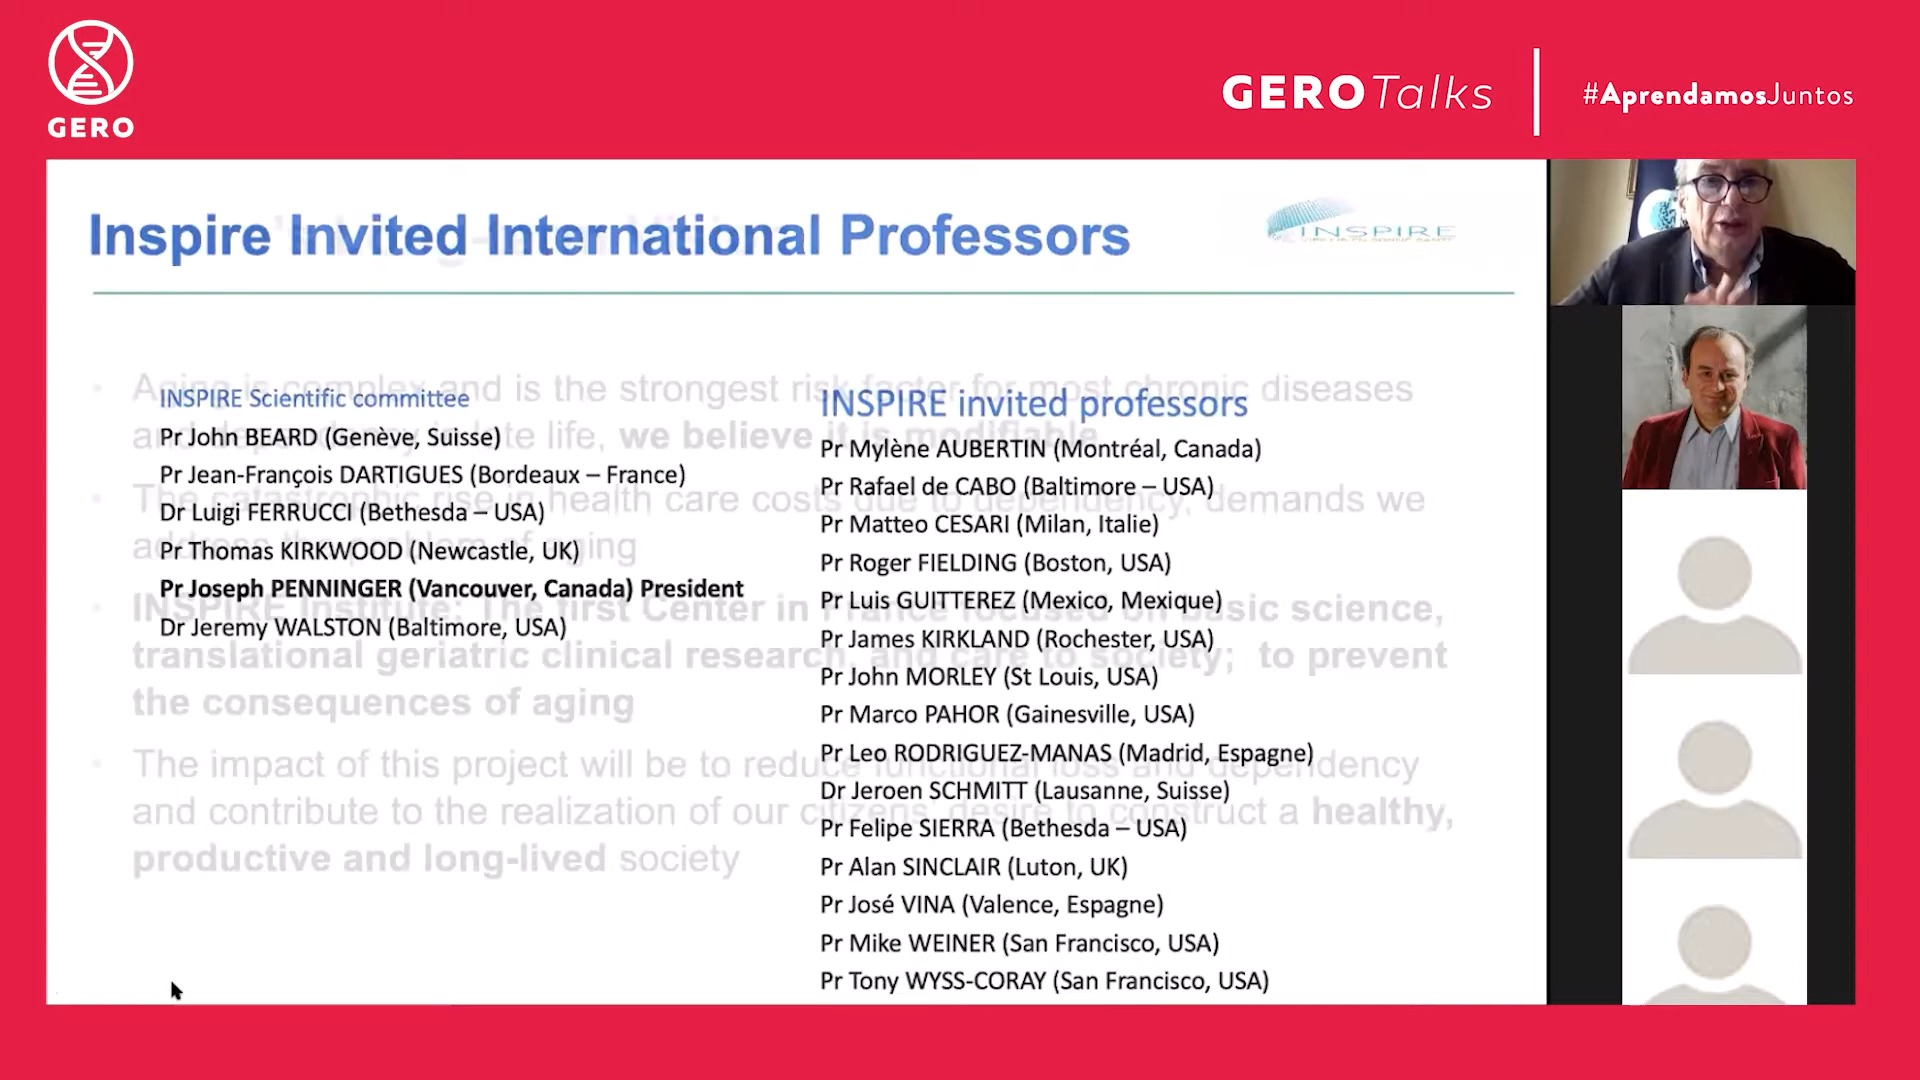 GERO
GEROTalks
#AprendamosJuntos
Inspire Invited International Professors
INSPIRE
INSPIRE Scientific committee
Pr John BEARD (Genève, Suisse)
Pr Jean-François DARTIGUES (Bordeaux – France)
Dr Luigi FERRUCCI (Bethesda – USA)
Pr Thomas KIRKWOOD (Newcastle, UK)
Pr Joseph PENNINGER (Vancouver, Canada) President
Dr Jeremy WALSTON (Baltimore, USA)
INSPIRE invited professors
Pr Mylène AUBERTIN (Montréal, Canada)
Pr Rafael de CABO (Baltimore – USA)
Pr Matteo CESARI (Milan, Italie)
Pr Roger FIELDING (Boston, USA)
Pr Luis GUITTEREZ (Mexico, Mexique)
Pr James KIRKLAND (Rochester, USA)
Pr John MORLEY (St Louis, USA)
Pr Marco PAHOR (Gainesville, USA)
Pr Leo RODRIGUEZ-MANAS (Madrid, Espagne)
Dr Jeroen SCHMITT (Lausanne, Suisse)
Pr Felipe SIERRA (Bethesda – USA)
Pr Alan SINCLAIR (Luton, UK)
Pr José VINA (Valence, Espagne)
Pr Mike WEINER (San Francisco, USA)
Pr Tony WYSS-CORAY (San Francisco, USA)
Aging is complex and is the strongest risk factor for most chronic diseases
and dependency in late life, we believe it is modifiable
The catastrophic rise in health care costs due to dependency, demands we
address the problem of aging
INSPIRE Institute: The first Center in France focused on basic science,
translational geriatric clinical research, and care to society; to prevent
the consequences of aging
The impact of this project will be to reduce functional loss and dependency
and contribute to the realization of our citizens' desire to construct a healthy,
productive and long-lived society